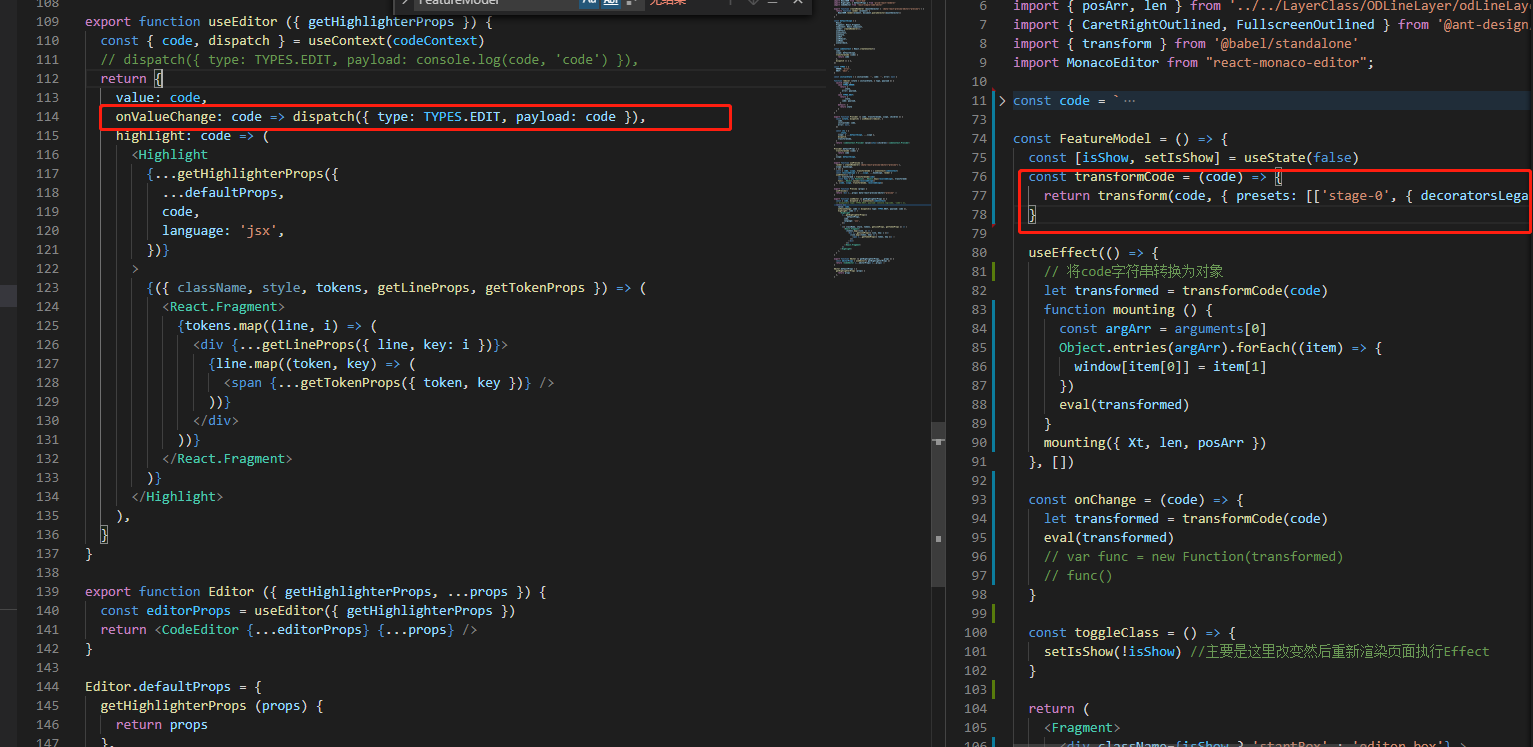 FeatureModel
Aa
Abl
无结果
108
109 export function useEditor ({ getHighlighterProps }) {
110 const { code, dispatch } = useContext(codeContext)
111 // dispatch({ type: TYPES.EDIT, payload: console.log(code, 'code') }),
112 return {
113 value: code,
114 onValueChange: code => dispatch({ type: TYPES.EDIT, payload: code }),
115 highlight: code => (
116 <Highlight
117 {...getHighlighterProps({
118 ...defaultProps,
119 code,
120 language: 'jsx',
121 })}
122 >
123 {({ className, style, tokens, getLineProps, getTokenProps }) => (
124 <React.Fragment>
125 {tokens.map((line, i) => (
126 <div {...getLineProps({ line, key: i })}>
127 {line.map((token, key) => (
128 <span {...getTokenProps({ token, key })} />
129 ))}
130 </div>
131 ))}
132 </React.Fragment>
133 )}
134 </Highlight>
135 ),
136 }
137 }
138
139 export function Editor ({ getHighlighterProps, ...props }) {
140 const editorProps = useEditor({ getHighlighterProps })
141 return <CodeEditor {...editorProps} {...props} />
142 }
143
144 Editor.defaultProps = {
145 getHighlighterProps (props) {
146 return props
147 },
6 import { posArr, len } from '../../LayerClass/ODLineLayer/odLineLay
7 import { CaretRightOutlined, FullscreenOutlined } from '@ant-design
8 import { transform } from '@babel/standalone'
9 import MonacoEditor from "react-monaco-editor";
10
11 const code = `…
73
74 const FeatureModel = () => {
75 const [isShow, setIsShow] = useState(false)
76 const transformCode = (code) => {
77 return transform(code, { presets: [['stage-0', { decoratorsLega
78 }
79
80 useEffect(() => {
81 // 将code字符串转换为对象
82 let transformed = transformCode(code)
83 function mounting () {
84 const argArr = arguments[0]
85 Object.entries(argArr).forEach((item) => {
86 window[item[0]] = item[1]
87 })
88 eval(transformed)
89 }
90 mounting({ Xt, len, posArr })
91 }, [])
92
93 const onChange = (code) => {
94 let transformed = transformCode(code)
95 eval(transformed)
96 // var func = new Function(transformed)
97 // func()
98 }
99
100 const toggleClass = () => {
101 setIsShow(!isShow) //主要是这里改变然后重新渲染页面执行Effect
102 }
103
104 return (
105 <Fragment>
106 <div className={isShow ? 'startBox' : 'editor box'} >